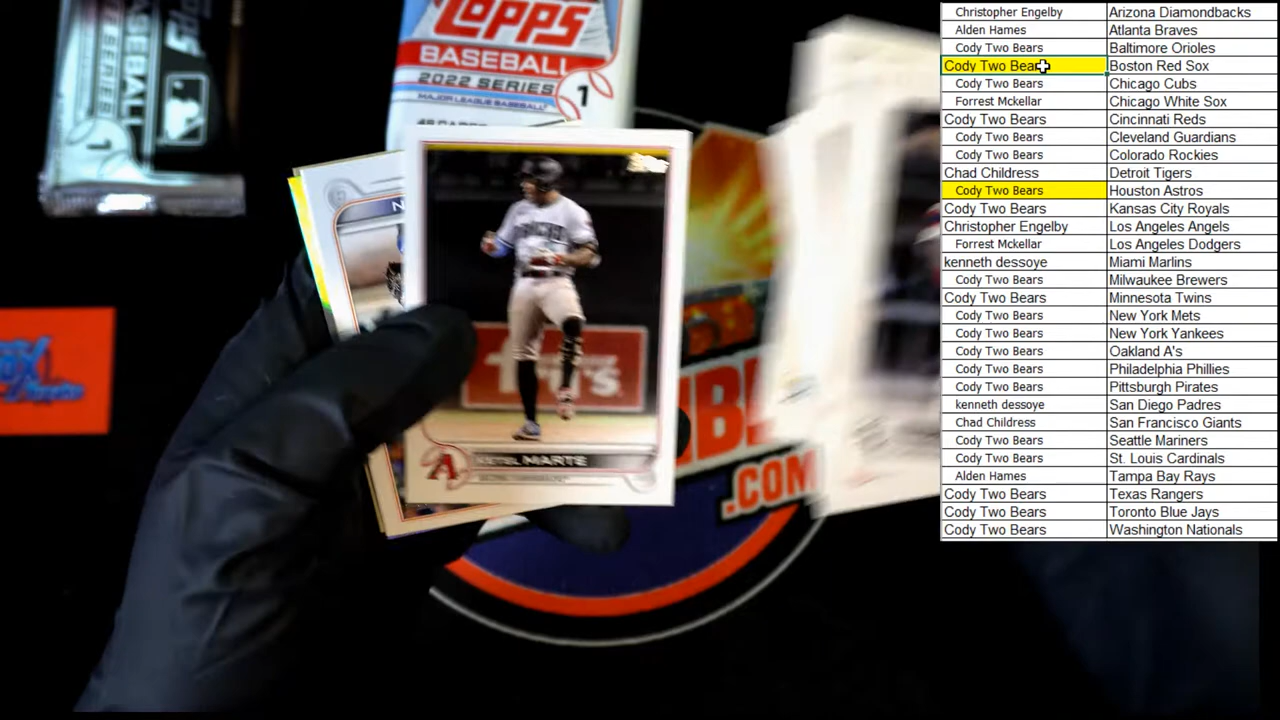 Topps
BASEBALL
2022 SERIES
1
MAJOR LEAGUE BASEBALL
BASEBALL
1
A
KETEL MARTE
.COM
Christopher Engelby Arizona Diamondbacks
Alden Hames Atlanta Braves
Cody Two Bears Baltimore Orioles
Cody Two Bears Boston Red Sox
Cody Two Bears Chicago Cubs
Forrest Mckellar Chicago White Sox
Cody Two Bears Cincinnati Reds
Cody Two Bears Cleveland Guardians
Cody Two Bears Colorado Rockies
Chad Childress Detroit Tigers
Cody Two Bears Houston Astros
Cody Two Bears Kansas City Royals
Christopher Engelby Los Angeles Angels
Forrest Mckellar Los Angeles Dodgers
kenneth dessoye Miami Marlins
Cody Two Bears Milwaukee Brewers
Cody Two Bears Minnesota Twins
Cody Two Bears New York Mets
Cody Two Bears New York Yankees
Cody Two Bears Oakland A's
Cody Two Bears Philadelphia Phillies
Cody Two Bears Pittsburgh Pirates
kenneth dessoye San Diego Padres
Chad Childress San Francisco Giants
Cody Two Bears Seattle Mariners
Cody Two Bears St. Louis Cardinals
Alden Hames Tampa Bay Rays
Cody Two Bears Texas Rangers
Cody Two Bears Toronto Blue Jays
Cody Two Bears Washington Nationals